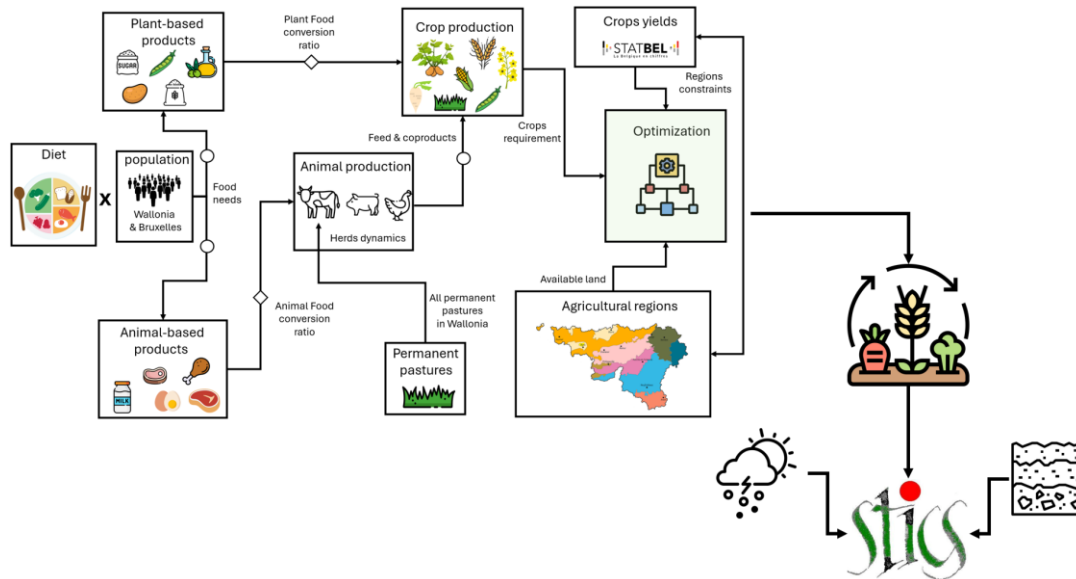 Plant-based
products
SUGAR
Plant Food
conversion
ratio
Crop production
Crops yields
STATBEL
La Belgique en chiffres
Regions
constraints
Diet
X
population
Wallonia
& Bruxelles
Food
needs
Animal production
Herds dynamics
Feed & coproducts
Crops
requirement
Optimization
Available land
Agricultural regions
Animal-based
products
MILK
Animal Food
conversion
ratio
All permanent
pastures
in Wallonia
Permanent
pastures
stics